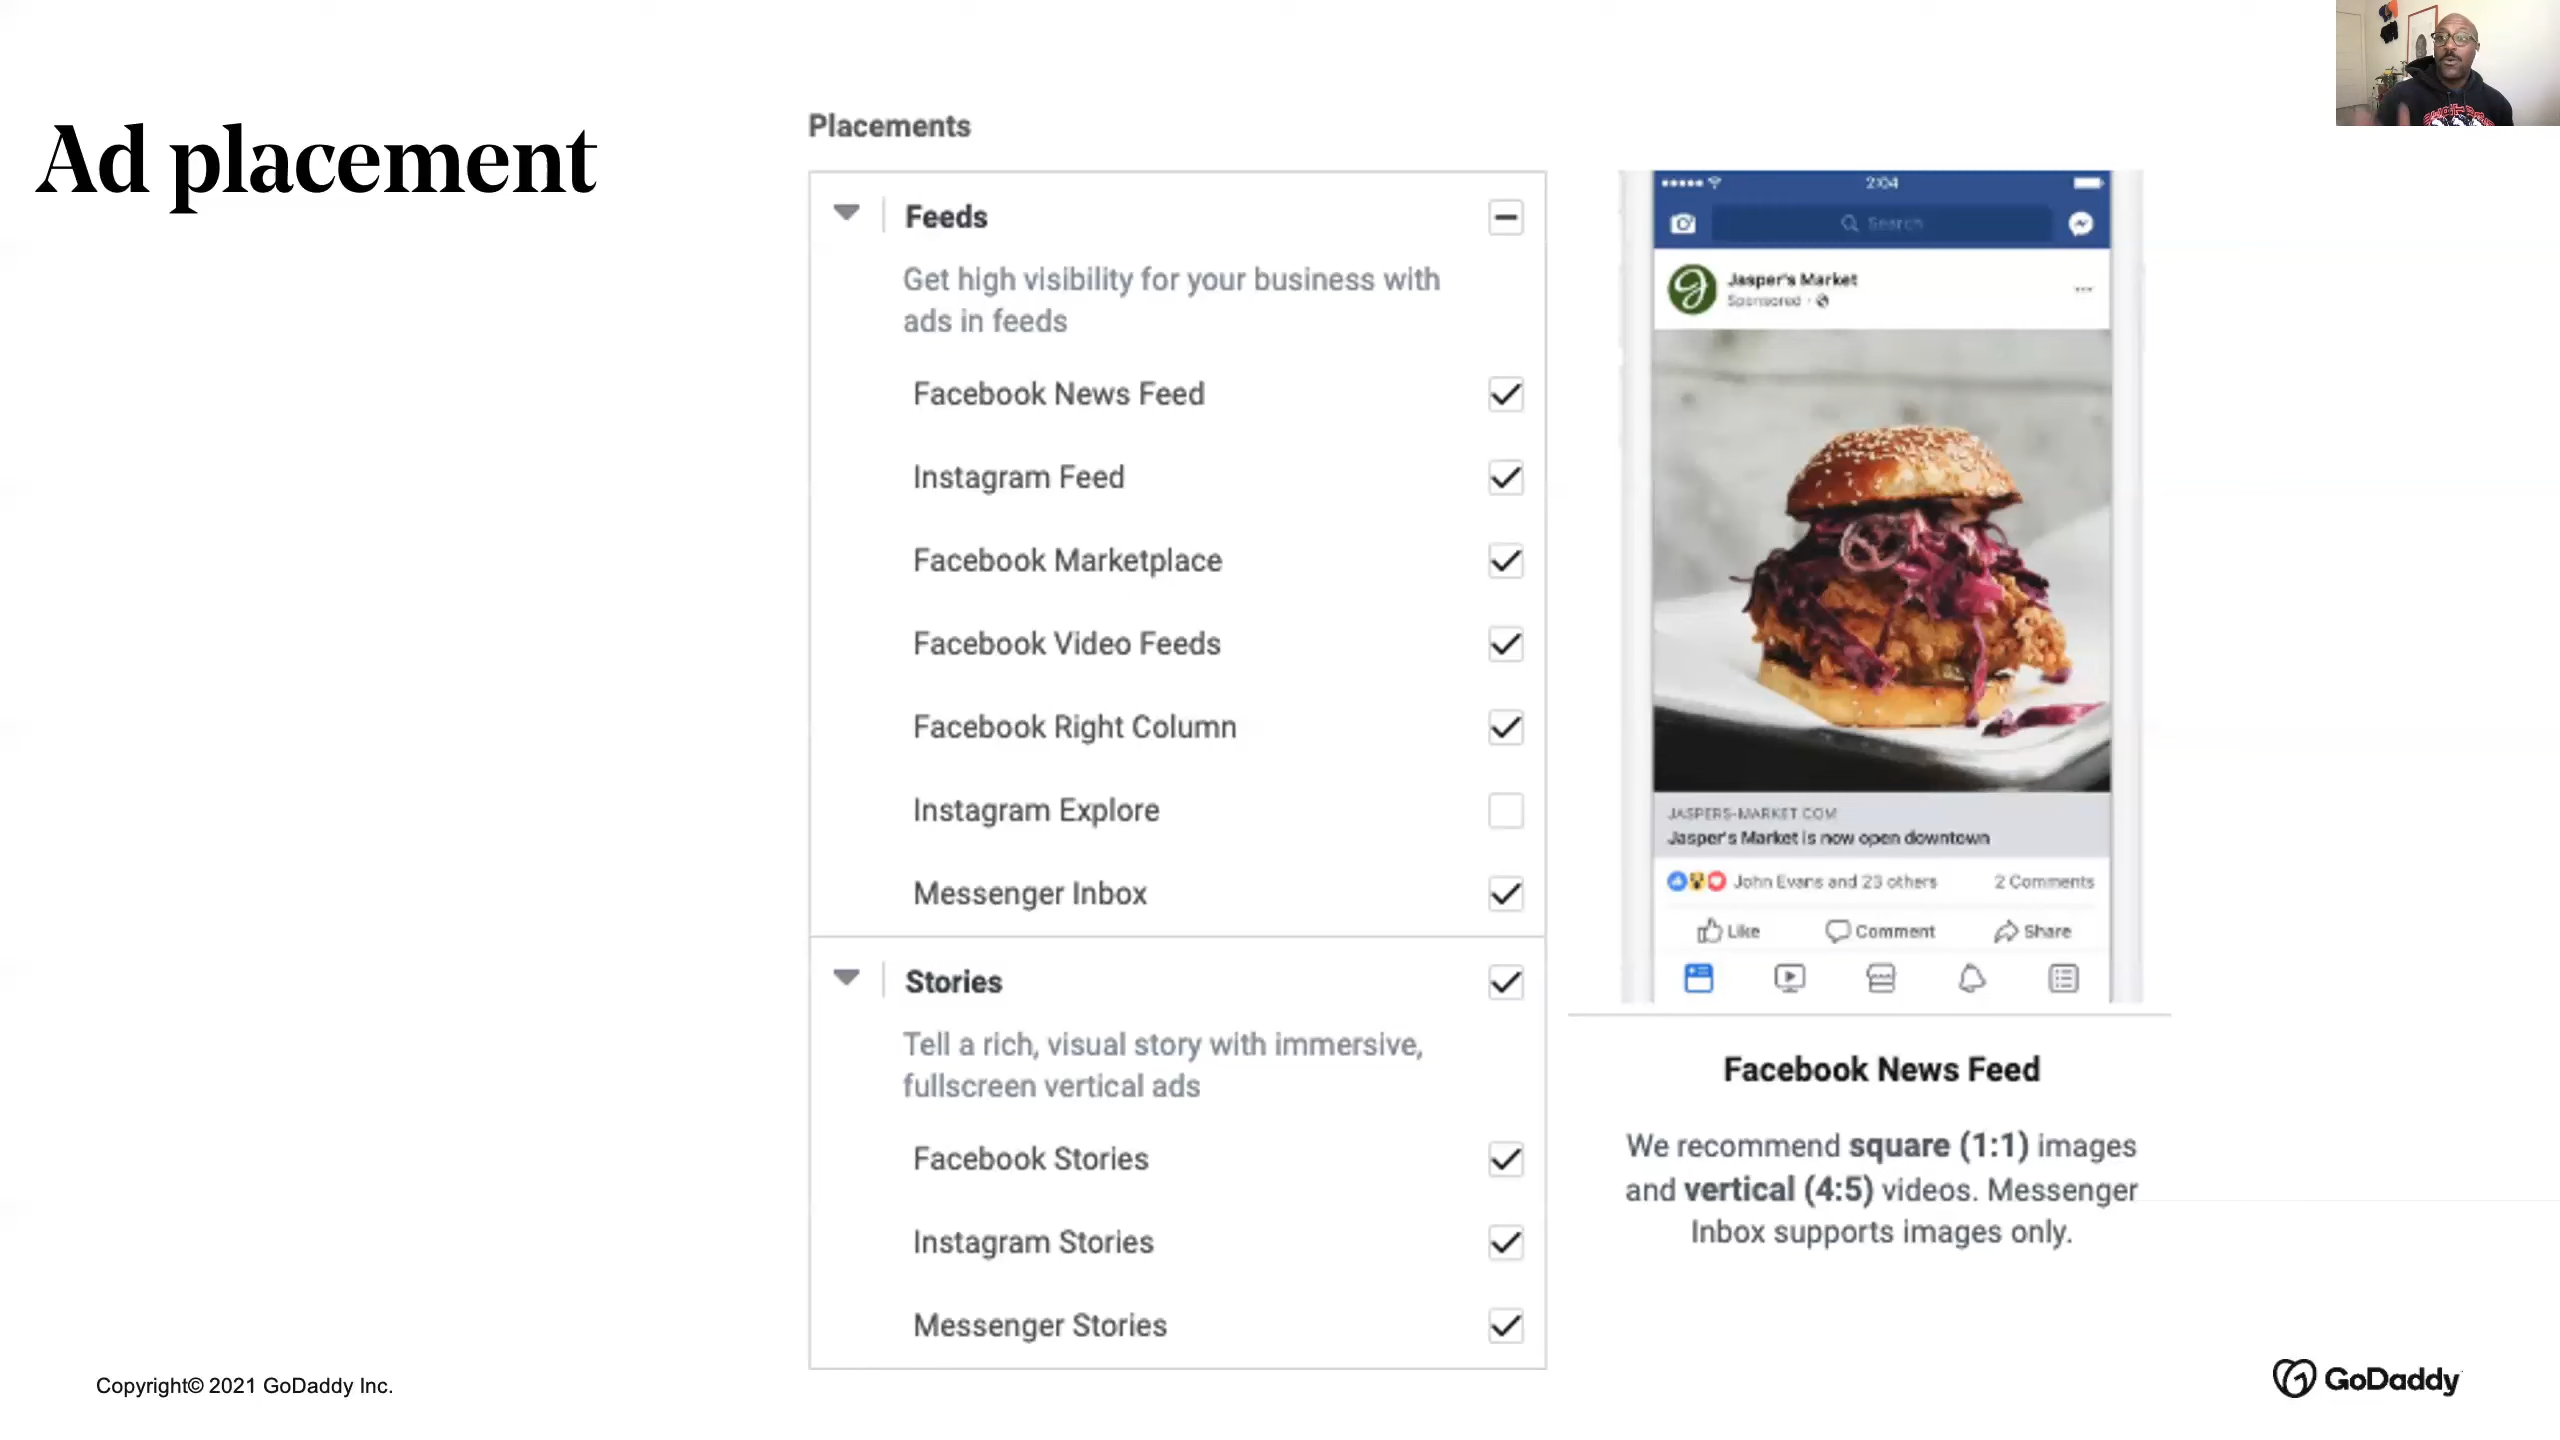 Ad placement
Placements
Feeds
Get high visibility for your business with
ads in feeds
Facebook News Feed
Instagram Feed
Facebook Marketplace
Facebook Video Feeds
Facebook Right Column
Instagram Explore
Messenger Inbox
Stories
Tell a rich, visual story with immersive,
fullscreen vertical ads
Facebook Stories
Instagram Stories
Messenger Stories
2:04
Search
Jasper's Market
Sponsored ·
JASPERS-MARKET.COM
Jasper's Market is now open downtown
John Evans and 23 others 2 Comments
Like Comment Share
Facebook News Feed
We recommend square (1:1) images
and vertical (4:5) videos. Messenger
Inbox supports images only.
Copyright© 2021 GoDaddy Inc.
GoDaddy